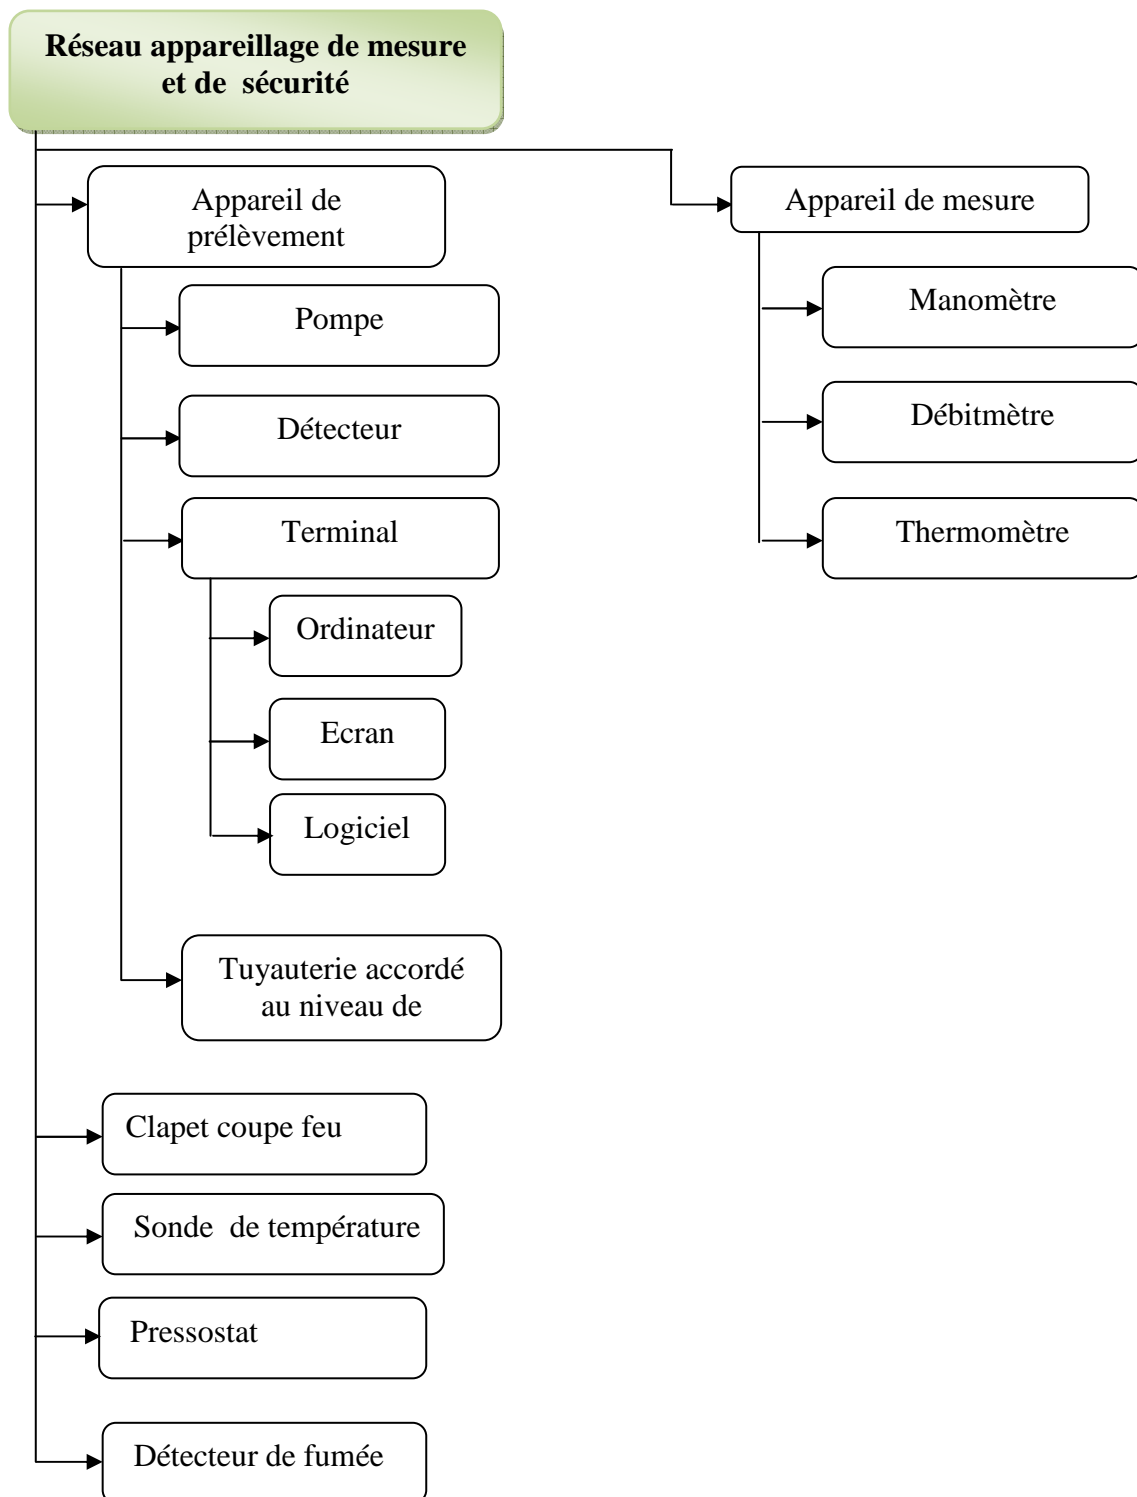 Réseau appareillage de mesure
et de sécurité
Appareil de
prélèvement
Pompe
Détecteur
Terminal
Ordinateur
Ecran
Logiciel
Tuyauterie accordé
au niveau de
Clapet coupe feu
Sonde de température
Pressostat
Détecteur de fumée
Appareil de mesure
Manomètre
Débitmètre
Thermomètre